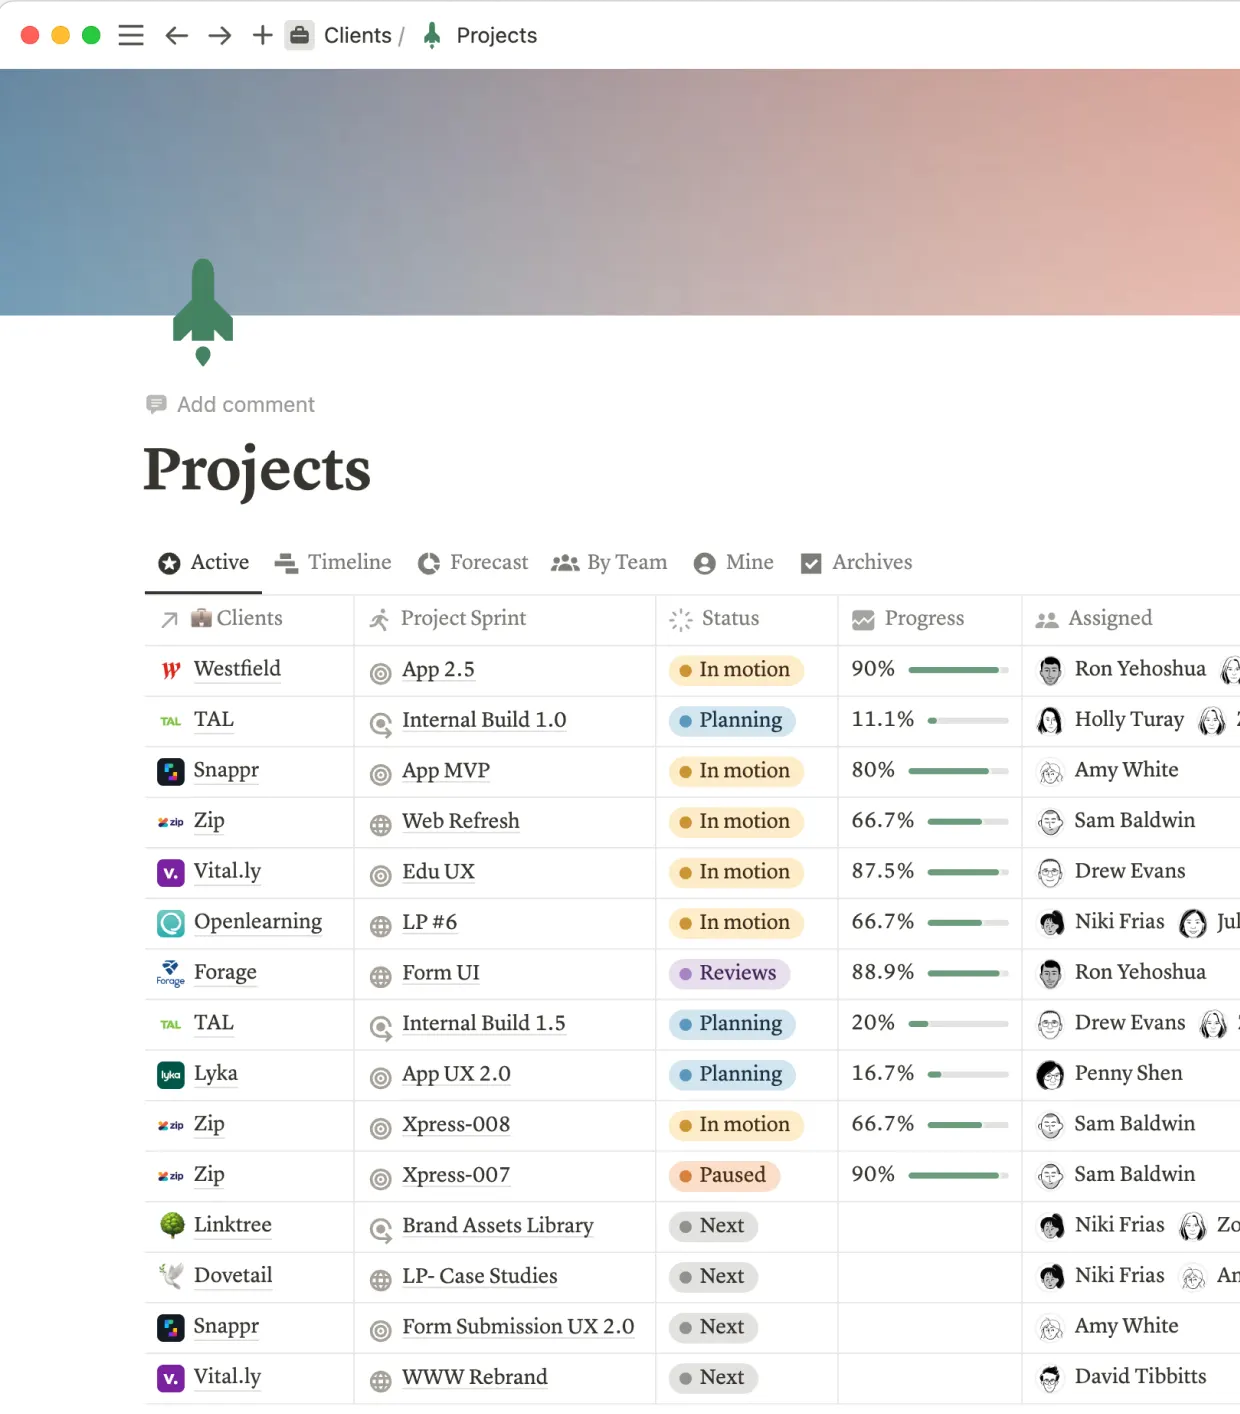 Clients / Projects
Add comment
Projects
Active Timeline Forecast By Team Mine Archives
Clients Project Sprint Status Progress Assigned
Westfield App 2.5 In motion 90% Ron Yehoshua
TAL TAL Internal Build 1.0 Planning 11.1% Holly Turay
Snappr App MVP In motion 80% Amy White
zip Zip Web Refresh In motion 66.7% Sam Baldwin
v. Vital.ly Edu UX In motion 87.5% Drew Evans
Openlearning LP #6 In motion 66.7% Niki Frias Jul
Forage Forage Form UI Reviews 88.9% Ron Yehoshua
TAL TAL Internal Build 1.5 Planning 20% Drew Evans
lyka Lyka App UX 2.0 Planning 16.7% Penny Shen
zip Zip Xpress-008 In motion 66.7% Sam Baldwin
zip Zip Xpress-007 Paused 90% Sam Baldwin
Linktree Brand Assets Library Next Niki Frias Zo
Dovetail LP- Case Studies Next Niki Frias An
Snappr Form Submission UX 2.0 Next Amy White
v. Vital.ly WWW Rebrand Next David Tibbitts